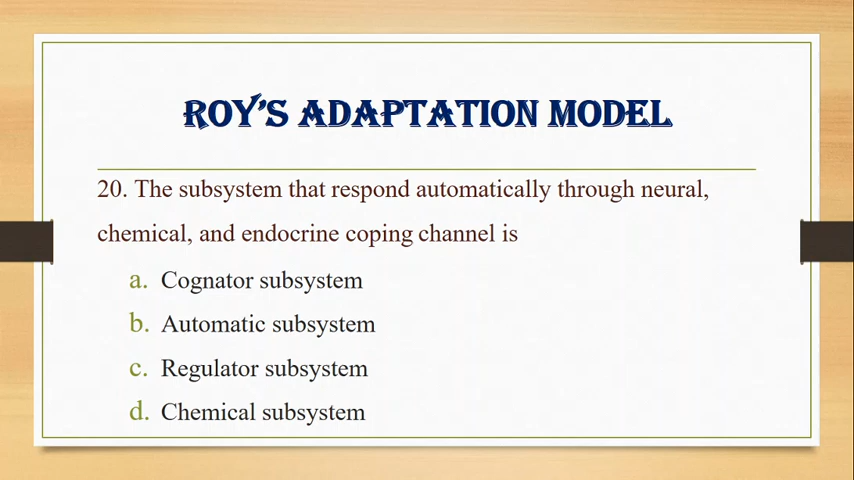 ROY'S ADAPTATION MODEL
20. The subsystem that respond automatically through neural,
chemical, and endocrine coping channel is
a. Cognator subsystem
b. Automatic subsystem
c. Regulator subsystem
d. Chemical subsystem